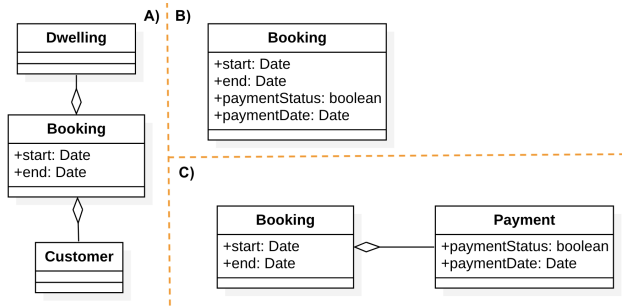 A)
Dwelling
Booking
+start: Date
+end: Date
Customer
B)
Booking
+start: Date
+end: Date
+paymentStatus: boolean
+paymentDate: Date
C)
Booking
+start: Date
+end: Date
Payment
+paymentStatus: boolean
+paymentDate: Date